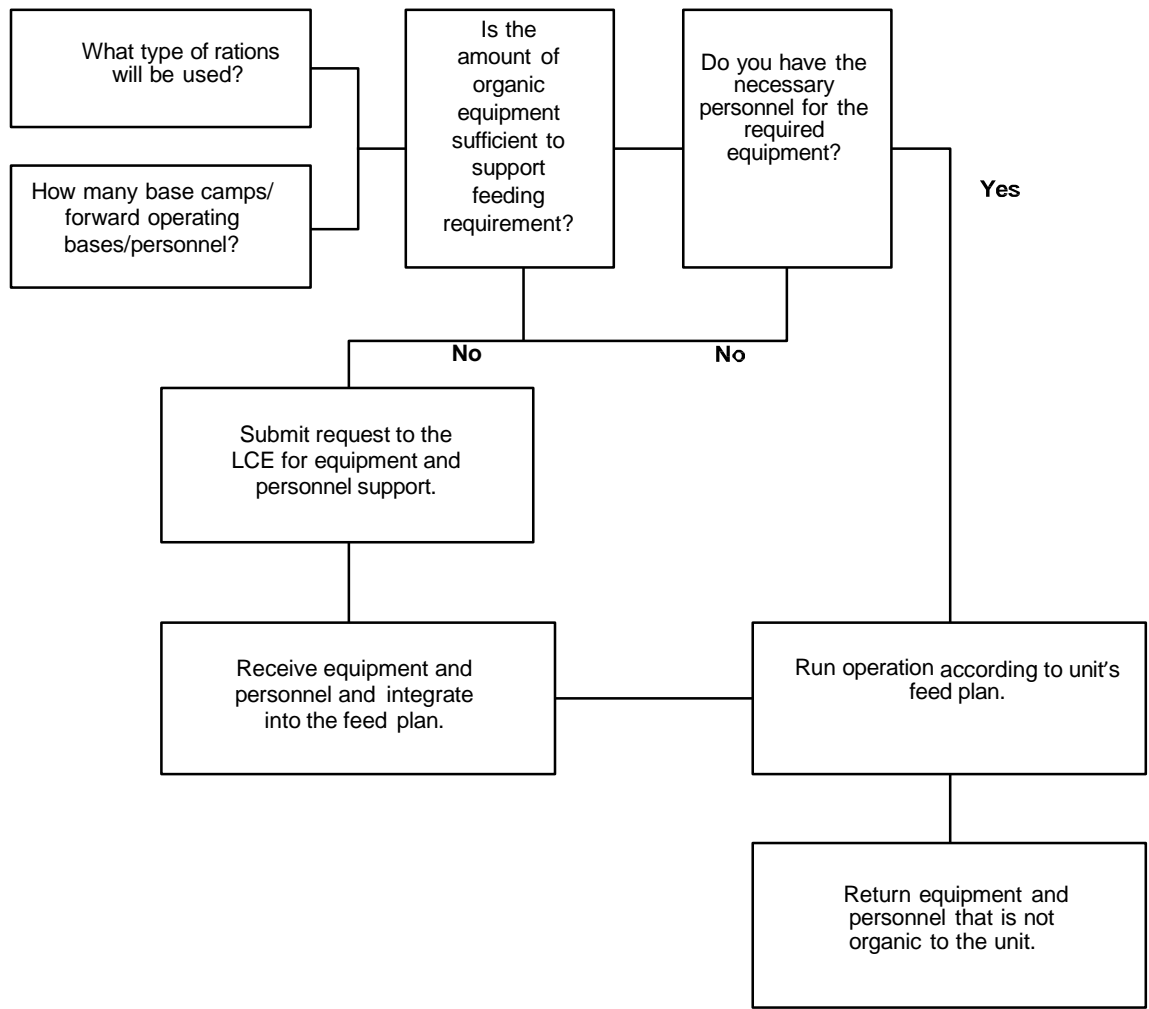 What type of rations
will be used?
How many base camps/
forward operating
bases/personnel?
Is the
amount of
organic
equipment
sufficient to
support
feeding
requirement?
Do you have the
necessary
personnel for the
required
equipment?
Yes
No
No
Submit request to the
LCE for equipment and
personnel support.
Receive equipment and
personnel and integrate
into the feed plan.
Run operation according to unit's
feed plan.
Return equipment and
personnel that is not
organic to the unit.